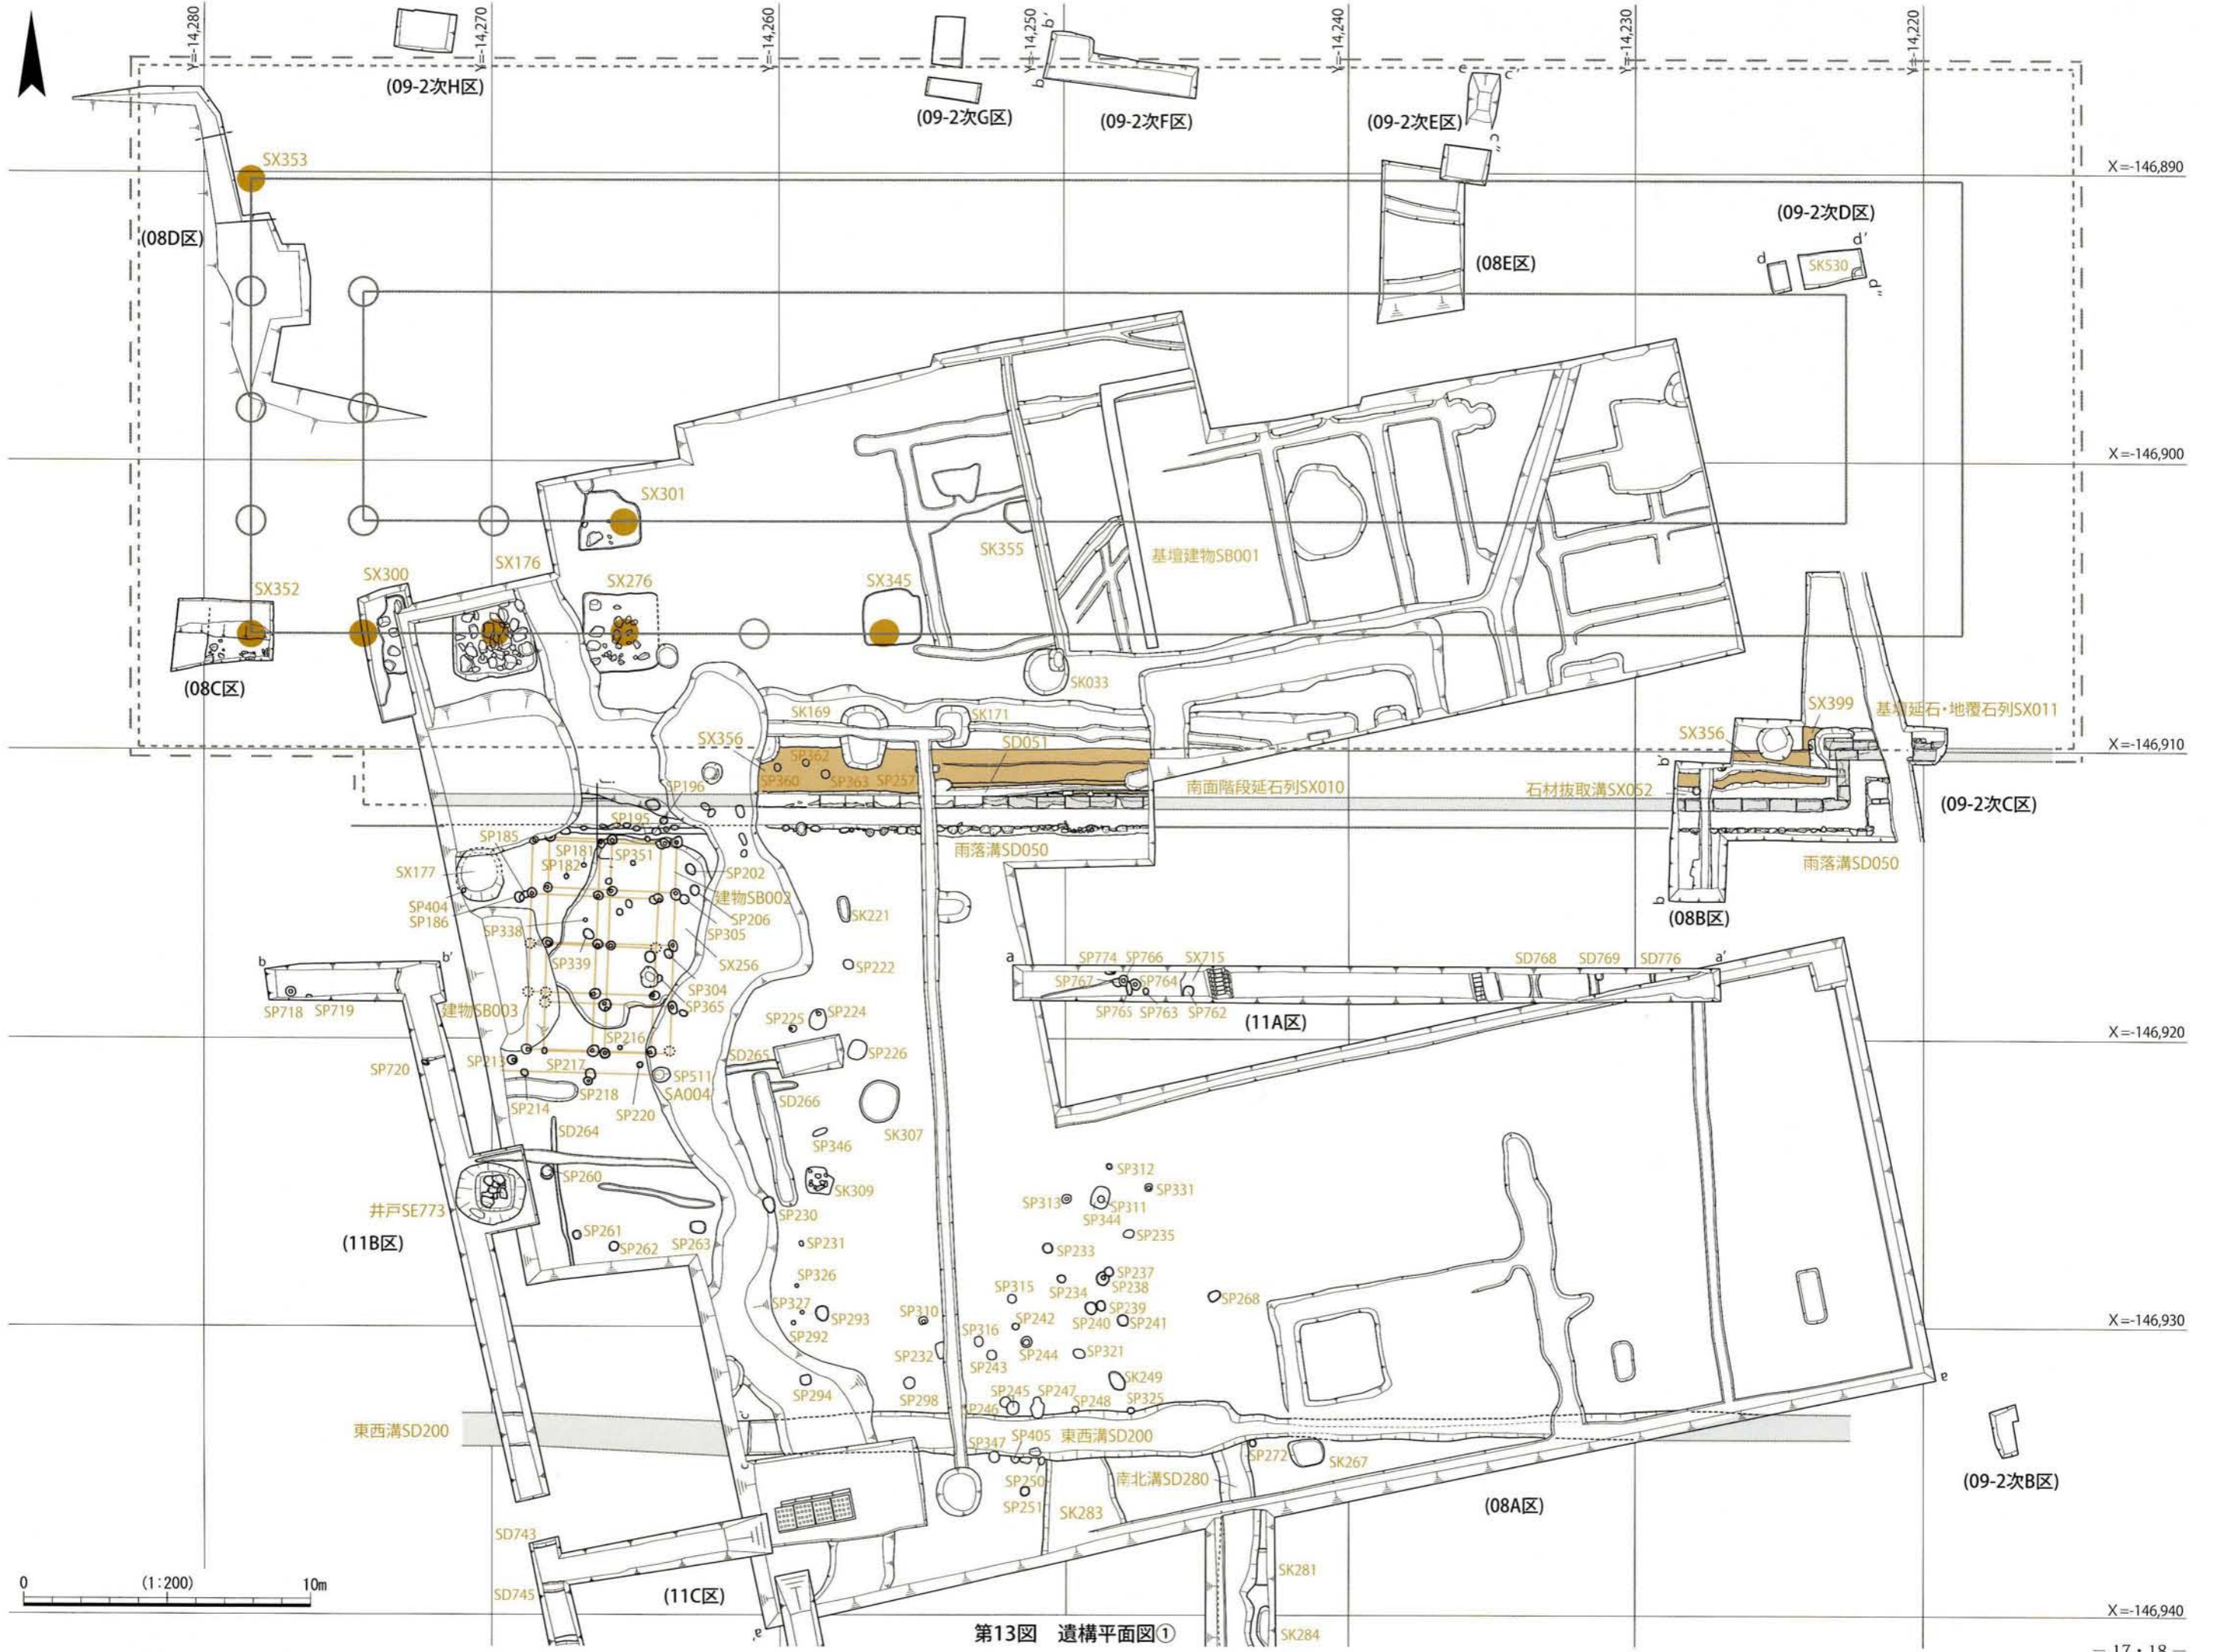 Y=-14,280
Y=-14,270
Y=-14,260
Y=-14,250
Y=-14,240
Y=-14,230
Y=-14,220
(09-2次H区)
(09-2次G区)
b
b'
(09-2次F区)
(09-2次E区)
c
c'
c''
SX353
X=-146,890
(08D区)
(09-2次D区)
d
d'
d''
SK530
(08E区)
X=-146,900
SX301
SK355
基壇建物SB001
SX176
SX300
SX276
SX345
SX352
(08C区)
SK033
SK169
SK171
SX399
基壇延石・地覆石列SX011
SX356
SP362
SD051
SX356
X=-146,910
SP360
SP363
SP257
SP196
南面階段延石列SX010
石材抜取溝SX052
b'
(09-2次C区)
SP195
SP185
SP181
SP182
SP351
雨落溝SD050
雨落溝SD050
SX177
SP202
建物SB002
SP404
SP186
SP206
SK221
b
(08B区)
SP338
SP305
SP339
SX256
SP222
a
SP774
SP766
SX715
SD768
SD769
SD776
a'
b
b'
SP767
SP764
SP304
SP718
SP719
建物SB003
SP365
SP765
SP763
SP762
(11A区)
SP225
SP224
SP216
X=-146,920
SP720
SP213
SP217
SD265
SP226
SP511
SP218
SA004
SP214
SP220
SD266
SK307
SD264
SP346
SP260
SK309
SP312
SP331
SP313
SP311
SP344
井戸SE773
SP230
(11B区)
SP261
SP262
SP263
SP231
SP235
SP233
SP326
SP237
SP238
SP234
SP315
SP327
SP293
SP310
SP239
SP268
SP292
SP242
SP240
SP241
X=-146,930
SP316
SP232
SP243
SP244
SP321
SP294
SP298
SK249
a
SP245
SP247
SP248
SP325
SP246
c'
東西溝SD200
SP347
SP405
東西溝SD200
SP272
SK267
c
SP250
SP251
SK283
南北溝SD280
(08A区)
(09-2次B区)
SD743
SD745
(11C区)
a'
SK281
SK284
0
(1:200)
10m
X=-146,940
第13図 遺構平面図①
― 17・18 ―